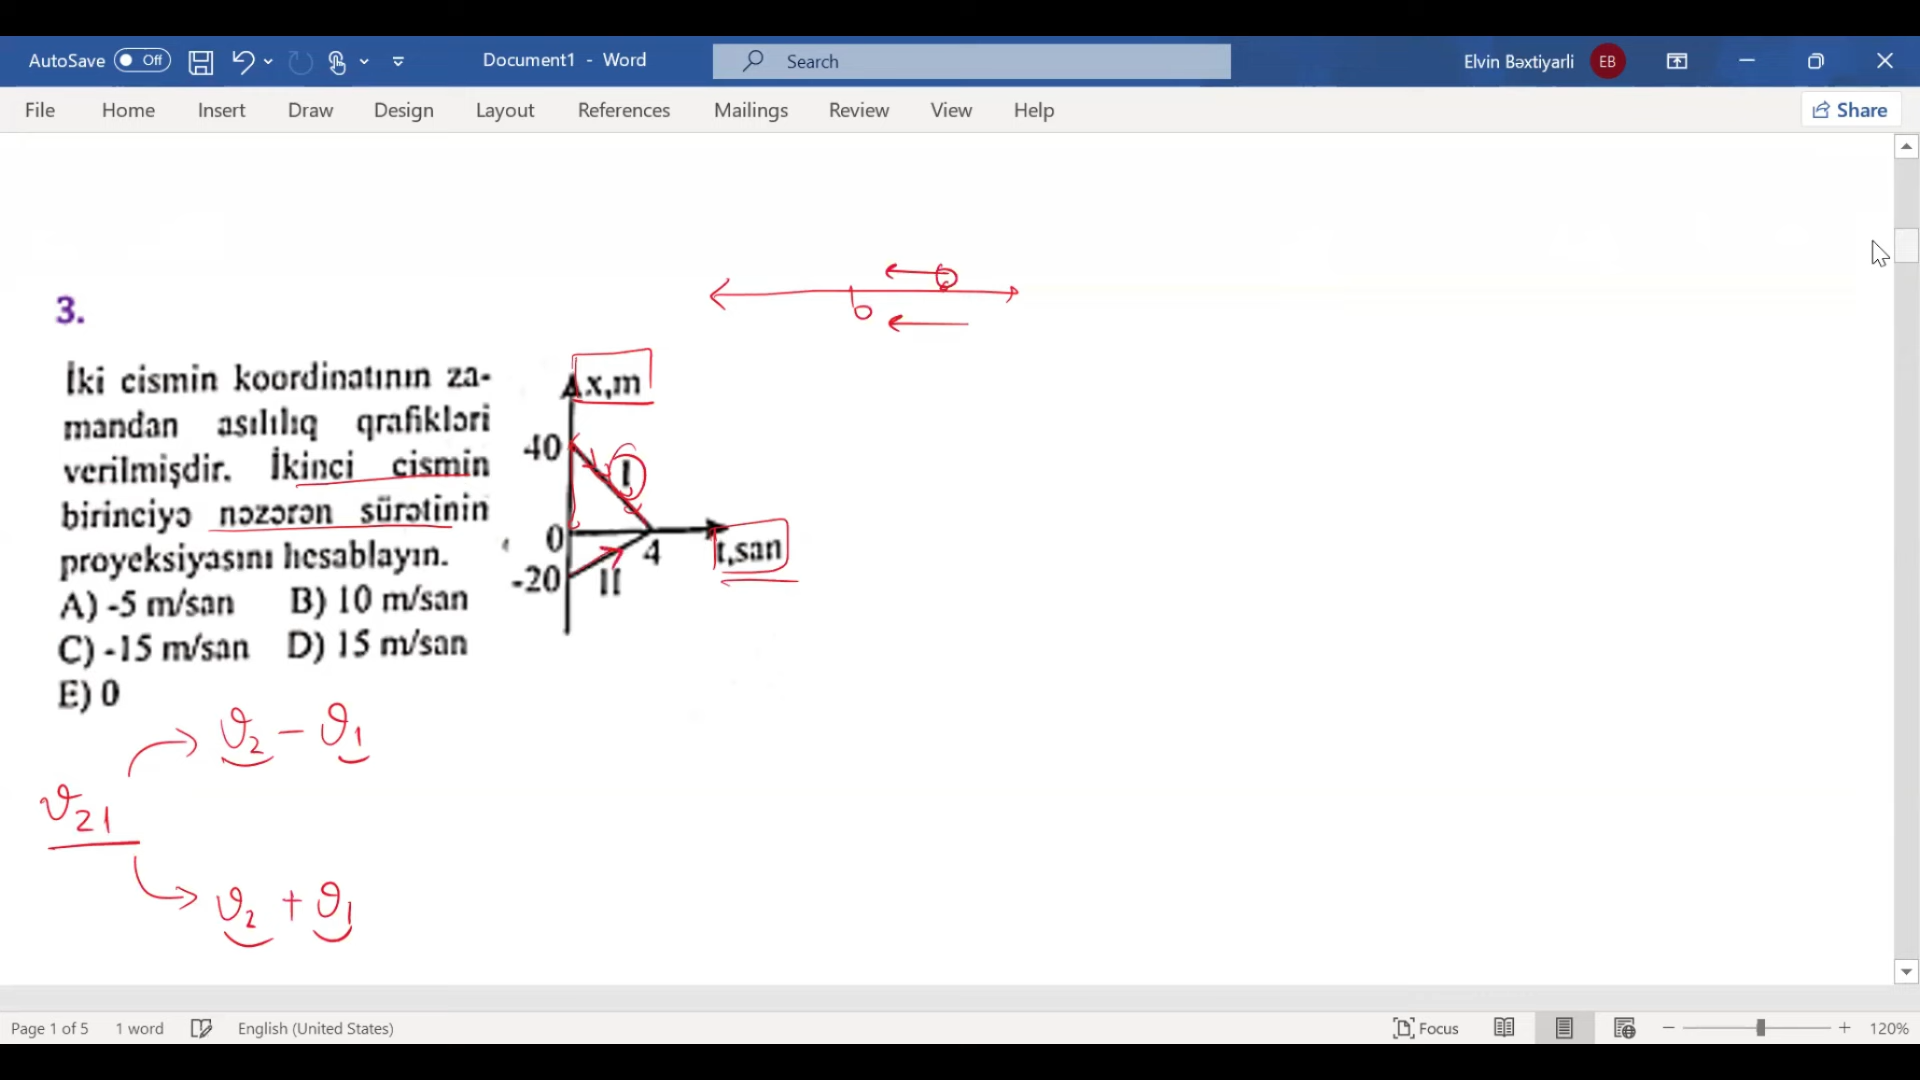 AutoSave Off Document1 - Word Search Elvin Bəxtiyarli EB
File Home Insert Draw Design Layout References Mailings Review View Help Share
3.
0
İki cismin koordinatının za-
mandan asılılıq qrafikləri
verilmişdir. İkinci cismin
birinciyə nəzərən sürətinin
proyeksiyasını hesablayın.
A) -5 m/san B) 10 m/san
C) -15 m/san D) 15 m/san
E) 0
x,m
40
I
0
4
t,san
-20
II
ϑ2 - ϑ1
ϑ21
ϑ2 + ϑ1
Page 1 of 5 1 word English (United States) Focus 120%